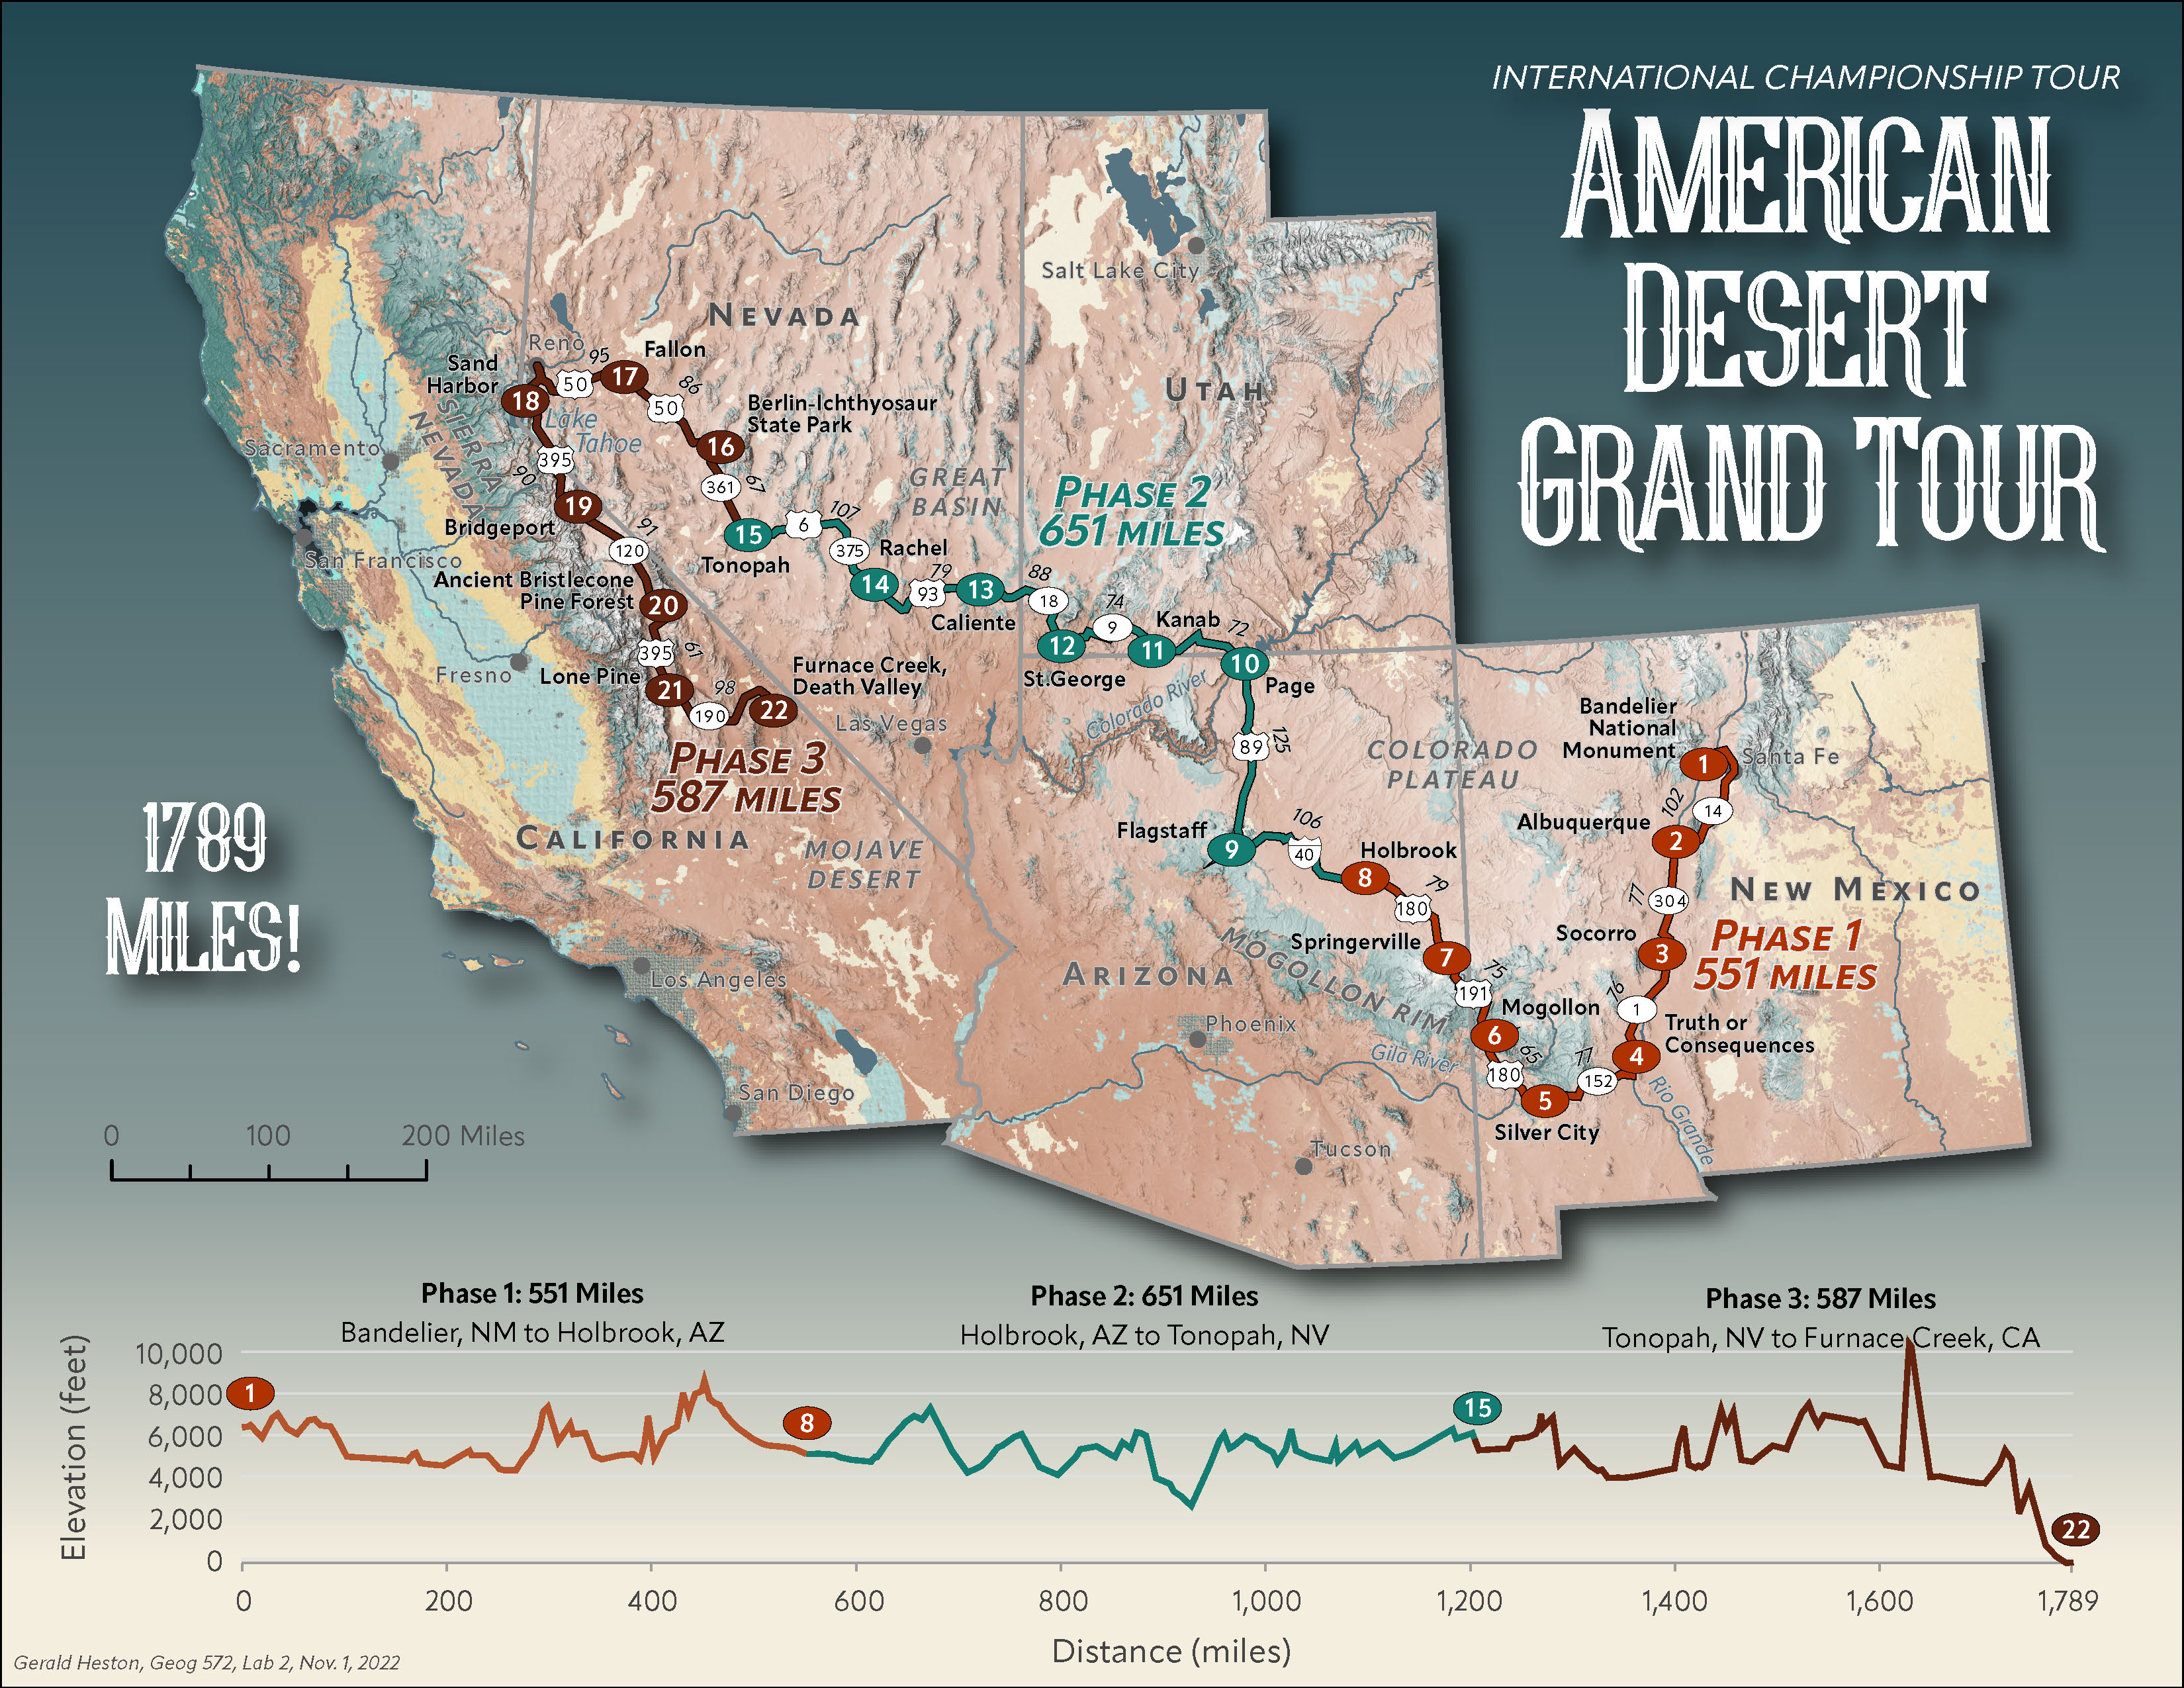 INTERNATIONAL CHAMPIONSHIP TOUR
AMERICAN
DESERT
GRAND TOUR
1789
MILES!
NEVADA
UTAH
CALIFORNIA
ARIZONA
NEW MEXICO
Salt Lake City
Reno
Sacramento
San Francisco
Fresno
Las Vegas
Los Angeles
San Diego
Phoenix
Tucson
Santa Fe
SIERRA
NEVADA
Lake
Tahoe
GREAT
BASIN
MOJAVE
DESERT
COLORADO
PLATEAU
MOGOLLON RIM
Colorado River
Gila River
Rio Grande
PHASE 1
551 MILES
PHASE 2
651 MILES
PHASE 3
587 MILES
Bandelier
National
Monument
1
102
14
Albuquerque
2
77
304
Socorro
3
76
1
Truth or
Consequences
4
77
152
Silver City
5
65
180
Mogollon
6
75
191
Springerville
7
79
180
Holbrook
8
106
40
Flagstaff
9
125
89
Page
10
72
Kanab
11
74
9
St.George
12
88
18
Caliente
13
79
93
Rachel
14
107
375
6
Tonopah
15
67
361
Berlin-Ichthyosaur
State Park
16
86
50
Fallon
17
95
50
Sand
Harbor
18
90
395
Bridgeport
19
91
120
Ancient Bristlecone
Pine Forest
20
61
395
Lone Pine
21
98
190
Furnace Creek,
Death Valley
22
0 100 200 Miles
Phase 1: 551 Miles
Bandelier, NM to Holbrook, AZ
Phase 2: 651 Miles
Holbrook, AZ to Tonopah, NV
Phase 3: 587 Miles
Tonopah, NV to Furnace Creek, CA
Elevation (feet)
10,000
8,000
6,000
4,000
2,000
0
1
8
15
22
0 200 400 600 800 1,000 1,200 1,400 1,600 1,789
Distance (miles)
Gerald Heston, Geog 572, Lab 2, Nov. 1, 2022